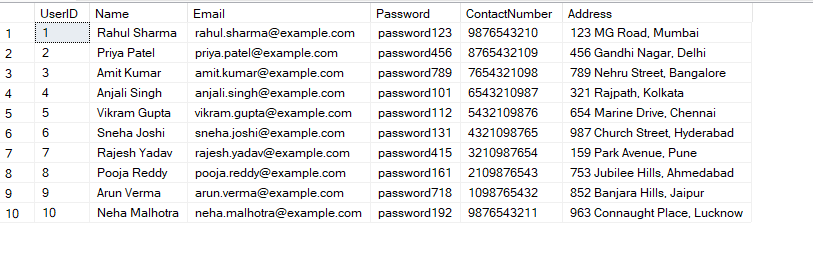 UserID Name Email Password ContactNumber Address
1 1 Rahul Sharma rahul.sharma@example.com password123 9876543210 123 MG Road, Mumbai
2 2 Priya Patel priya.patel@example.com password456 8765432109 456 Gandhi Nagar, Delhi
3 3 Amit Kumar amit.kumar@example.com password789 7654321098 789 Nehru Street, Bangalore
4 4 Anjali Singh anjali.singh@example.com password101 6543210987 321 Rajpath, Kolkata
5 5 Vikram Gupta vikram.gupta@example.com password112 5432109876 654 Marine Drive, Chennai
6 6 Sneha Joshi sneha.joshi@example.com password131 4321098765 987 Church Street, Hyderabad
7 7 Rajesh Yadav rajesh.yadav@example.com password415 3210987654 159 Park Avenue, Pune
8 8 Pooja Reddy pooja.reddy@example.com password161 2109876543 753 Jubilee Hills, Ahmedabad
9 9 Arun Verma arun.verma@example.com password718 1098765432 852 Banjara Hills, Jaipur
10 10 Neha Malhotra neha.malhotra@example.com password192 9876543211 963 Connaught Place, Lucknow